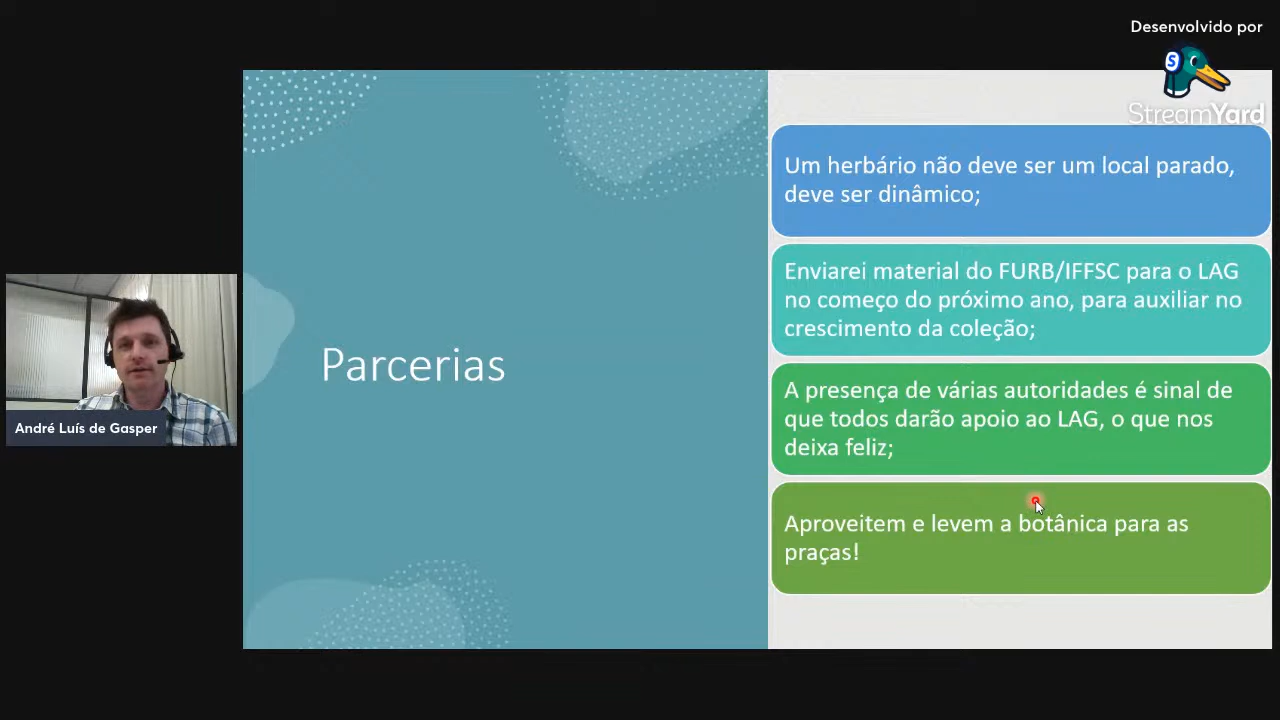 Desenvolvido por
S
StreamYard
Um herbário não deve ser um local parado,
deve ser dinâmico;
Enviarei material do FURB/IFFSC para o LAG
no começo do próximo ano, para auxiliar no
crescimento da coleção;
Parcerias
A presença de várias autoridades é sinal de
que todos darão apoio ao LAG, o que nos
deixa feliz;
André Luís de Gasper
Aproveitem e levem a botânica para as
praças!